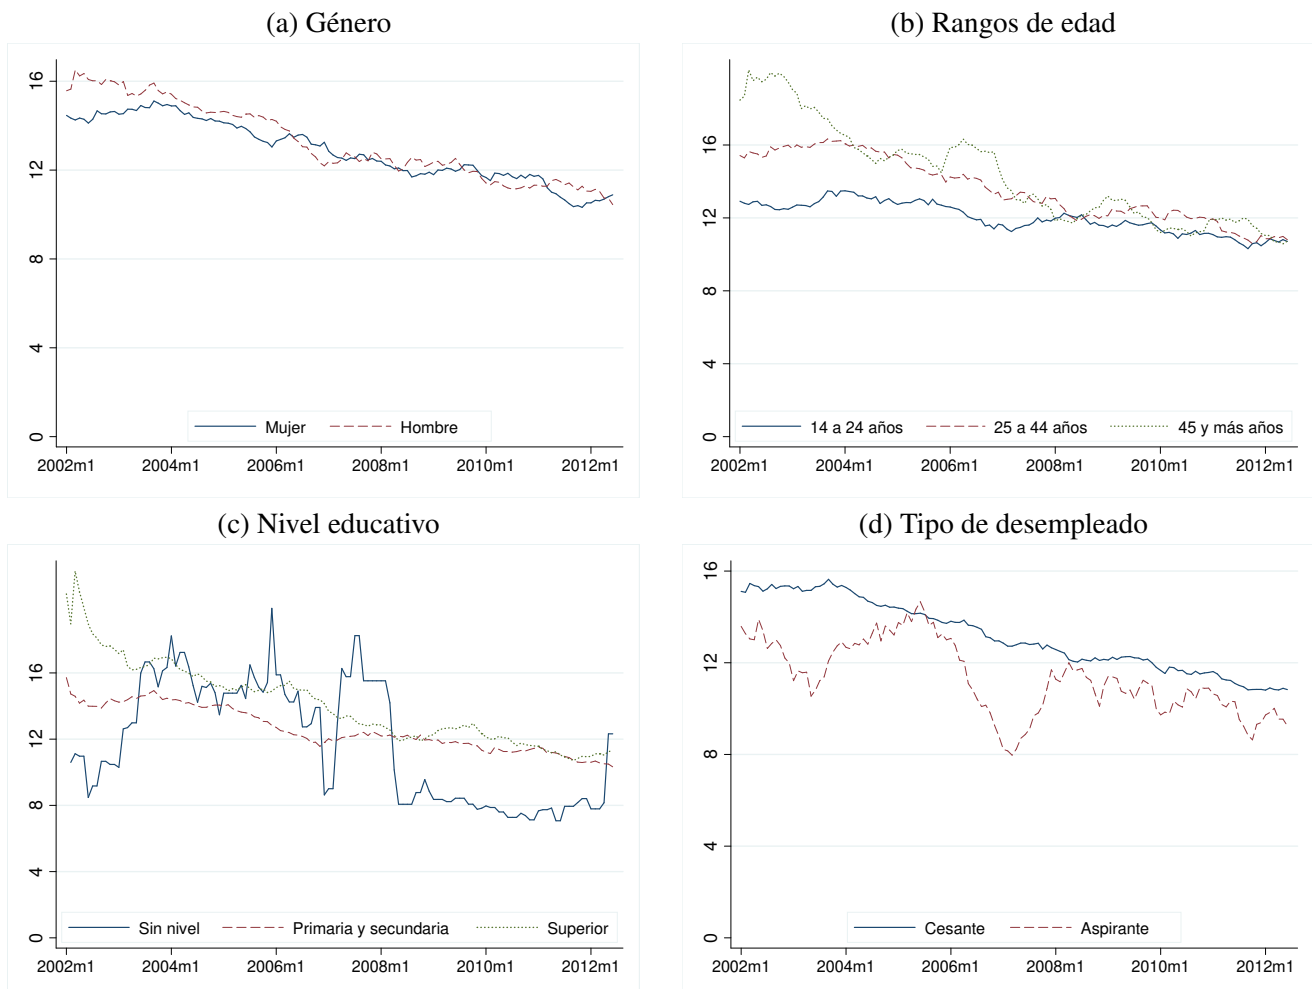 (a) Género
16
12
8
4
0
Mujer
Hombre
2002m1 2004m1 2006m1 2008m1 2010m1 2012m1
(b) Rangos de edad
16
12
8
4
0
14 a 24 años
25 a 44 años
45 y más años
2002m1 2004m1 2006m1 2008m1 2010m1 2012m1
(c) Nivel educativo
16
12
8
4
0
Sin nivel
Primaria y secundaria
Superior
2002m1 2004m1 2006m1 2008m1 2010m1 2012m1
(d) Tipo de desempleado
16
12
8
4
0
Cesante
Aspirante
2002m1 2004m1 2006m1 2008m1 2010m1 2012m1